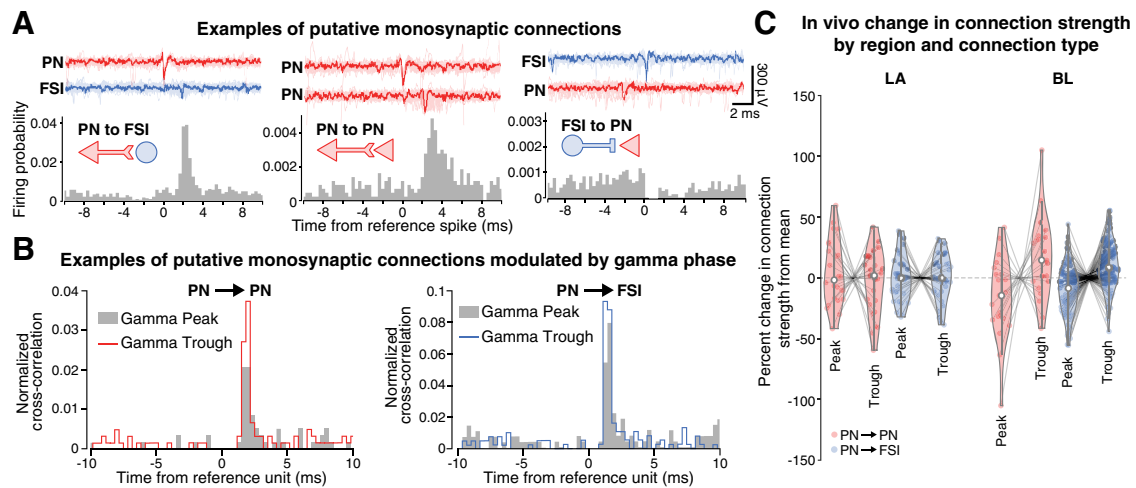 A
Examples of putative monosynaptic connections
PN
FSI
PN
PN
FSI
PN
300 µV
2 ms
Firing probability
0.04
0.02
0
PN to FSI
-8
-4
0
4
8
0.004
0.002
0
PN to PN
-8
-4
0
4
8
0.003
0.002
0.001
0
FSI to PN
-8
-4
0
4
8
Time from reference spike (ms)
B
Examples of putative monosynaptic connections modulated by gamma phase
PN
PN
Gamma Peak
Gamma Trough
Normalized
cross-correlation
0.04
0.03
0.02
0.01
0
-10
-5
0
5
10
Time from reference unit (ms)
PN
FSI
Gamma Peak
Gamma Trough
Normalized
cross-correlation
0.1
0.08
0.06
0.04
0.02
0
-10
-5
0
5
10
Time from reference unit (ms)
C
In vivo change in connection strength
by region and connection type
LA
BL
Percent change in connection
strength from mean
150
100
50
0
-50
-100
-150
Peak
Trough
Peak
Trough
Peak
Trough
Peak
Trough
PN
PN
PN
FSI